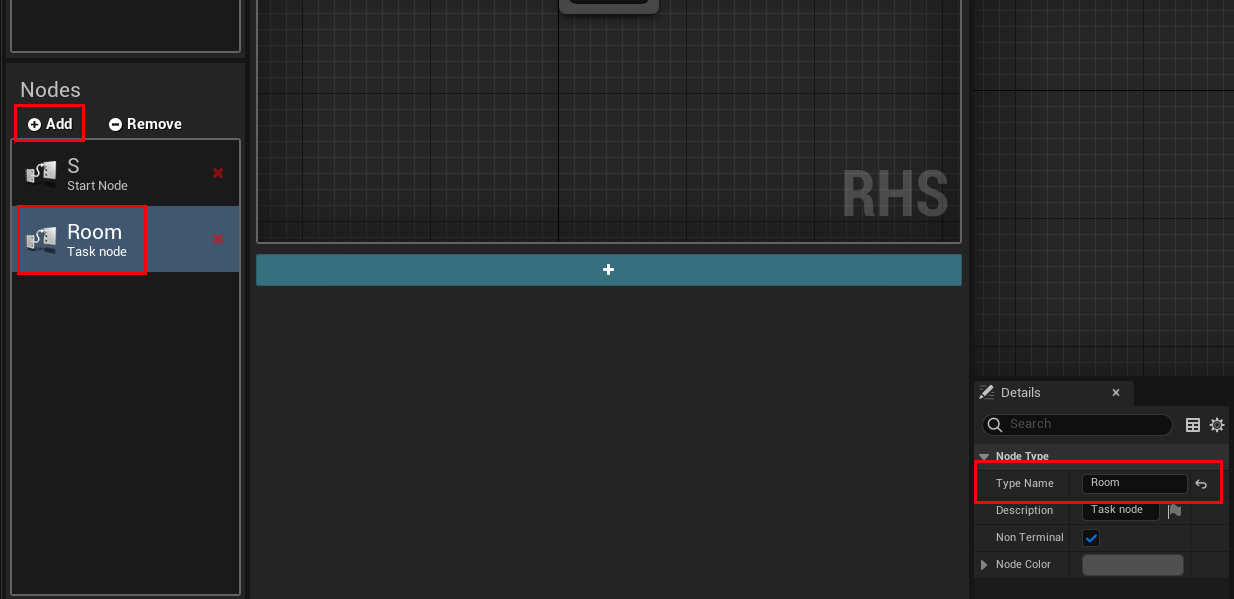 Nodes
Add Remove
S
Start Node
Room
Task node
RHS
Details
Search
Node Type
Type Name Room
Description Task node
Non Terminal
Node Color